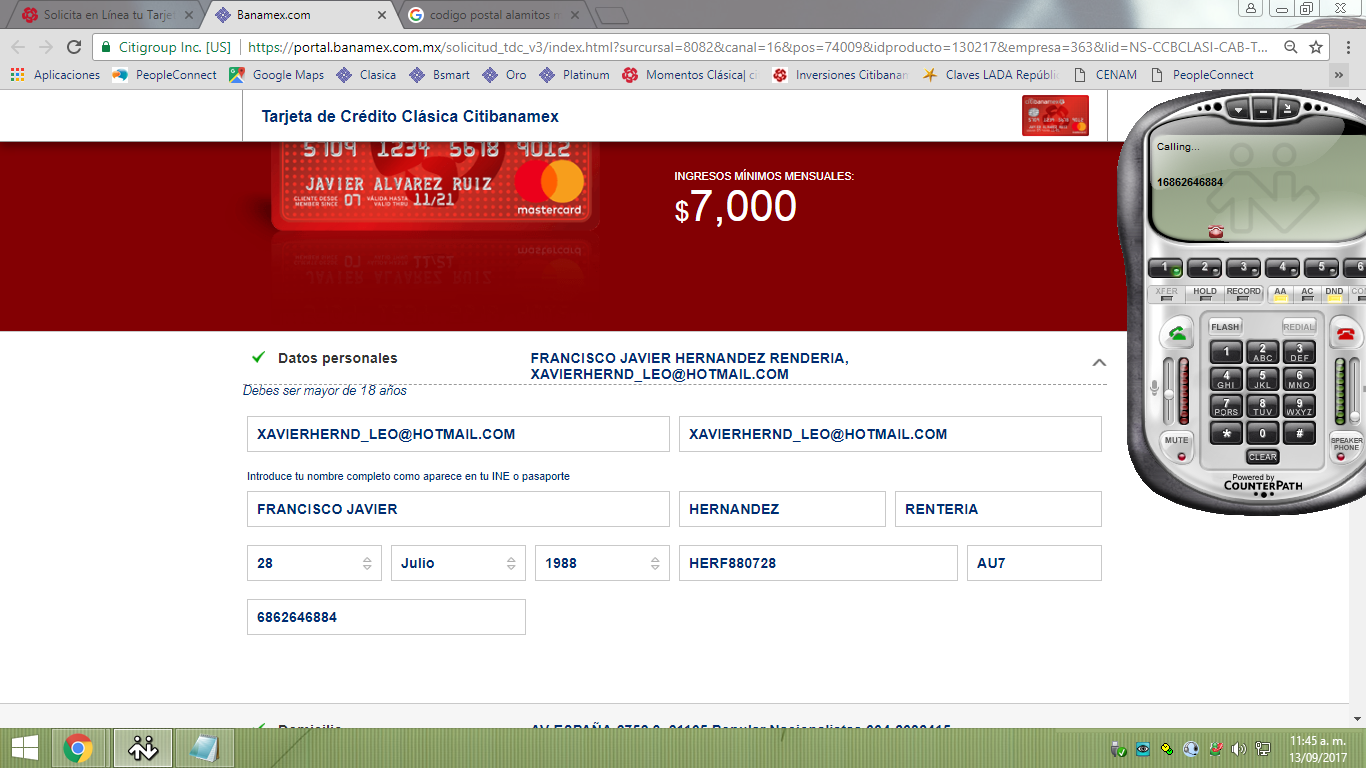 Solicita en Línea tu Tarjet
Banamex.com
codigo postal alamitos m
Citigroup Inc. [US]
https://portal.banamex.com.mx/solicitud_tdc_v3/index.html?sursursal=8082&canal=16&pos=74009&idproducto=130217&empresa=363&lid=NS-CCBCLASI-CAB-T...
Aplicaciones PeopleConnect Google Maps Clasica Bsmart Oro Platinum Momentos Clásica| ci Inversiones Citibanan Claves LADA Repúbli CENAM PeopleConnect »
Tarjeta de Crédito Clásica Citibanamex
5704 1234 5678 9012
CLIENTE DESDE MEMBER SINCE 07 VÁLIDA HASTA VALID THRU 11/21
JAVIER ALVAREZ RUIZ
mastercard.
INGRESOS MÍNIMOS MENSUALES:
$7,000
Datos personales
FRANCISCO JAVIER HERNANDEZ RENDERIA,
XAVIERHERND_LEO@HOTMAIL.COM
Debes ser mayor de 18 años
XAVIERHERND_LEO@HOTMAIL.COM
XAVIERHERND_LEO@HOTMAIL.COM
Introduce tu nombre completo como aparece en tu INE o pasaporte
FRANCISCO JAVIER
HERNANDEZ
RENTERIA
28
Julio
1988
HERF880728
AU7
6862646884
Calling...
16862646884
1 2 3 4 5 6
XFER HOLD RECORD AA AC DND CON
FLASH REDIAL
1 2 ABC 3 DEF
4 GHI 5 JKL 6 MNO
7 PQRS 8 TUV 9 WXYZ
* 0 #
MUTE
SPEAKER PHONE
CLEAR
Powered by
COUNTERPATH
11:45 a. m.
13/09/2017